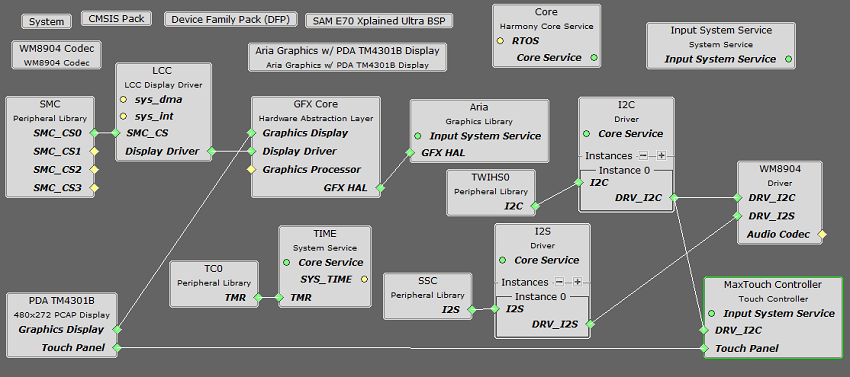 System
CMSIS Pack
Device Family Pack (DFP)
SAM E70 Xplained Ultra BSP
Core
Harmony Core Service
RTOS
Core Service
Input System Service
System Service
Input System Service
WM8904 Codec
WM8904 Codec
Aria Graphics w/ PDA TM4301B Display
Aria Graphics w/ PDA TM4301B Display
LCC
LCC Display Driver
sys_dma
sys_int
SMC_CS
Display Driver
SMC
Peripheral Library
SMC_CS0
SMC_CS1
SMC_CS2
SMC_CS3
GFX Core
Hardware Abstraction Layer
Graphics Display
Display Driver
Graphics Processor
GFX HAL
Aria
Graphics Library
Input System Service
GFX HAL
I2C
Driver
Core Service
Instances
Instance 0
I2C
DRV_I2C
TWIHS0
Peripheral Library
I2C
WM8904
Driver
DRV_I2C
DRV_I2S
Audio Codec
TIME
System Service
Core Service
SYS_TIME
TMR
TC0
Peripheral Library
TMR
I2S
Driver
Core Service
Instances
Instance 0
I2S
DRV_I2S
SSC
Peripheral Library
I2S
PDA TM4301B
480x272 PCAP Display
Graphics Display
Touch Panel
MaxTouch Controller
Touch Controller
Input System Service
DRV_I2C
Touch Panel